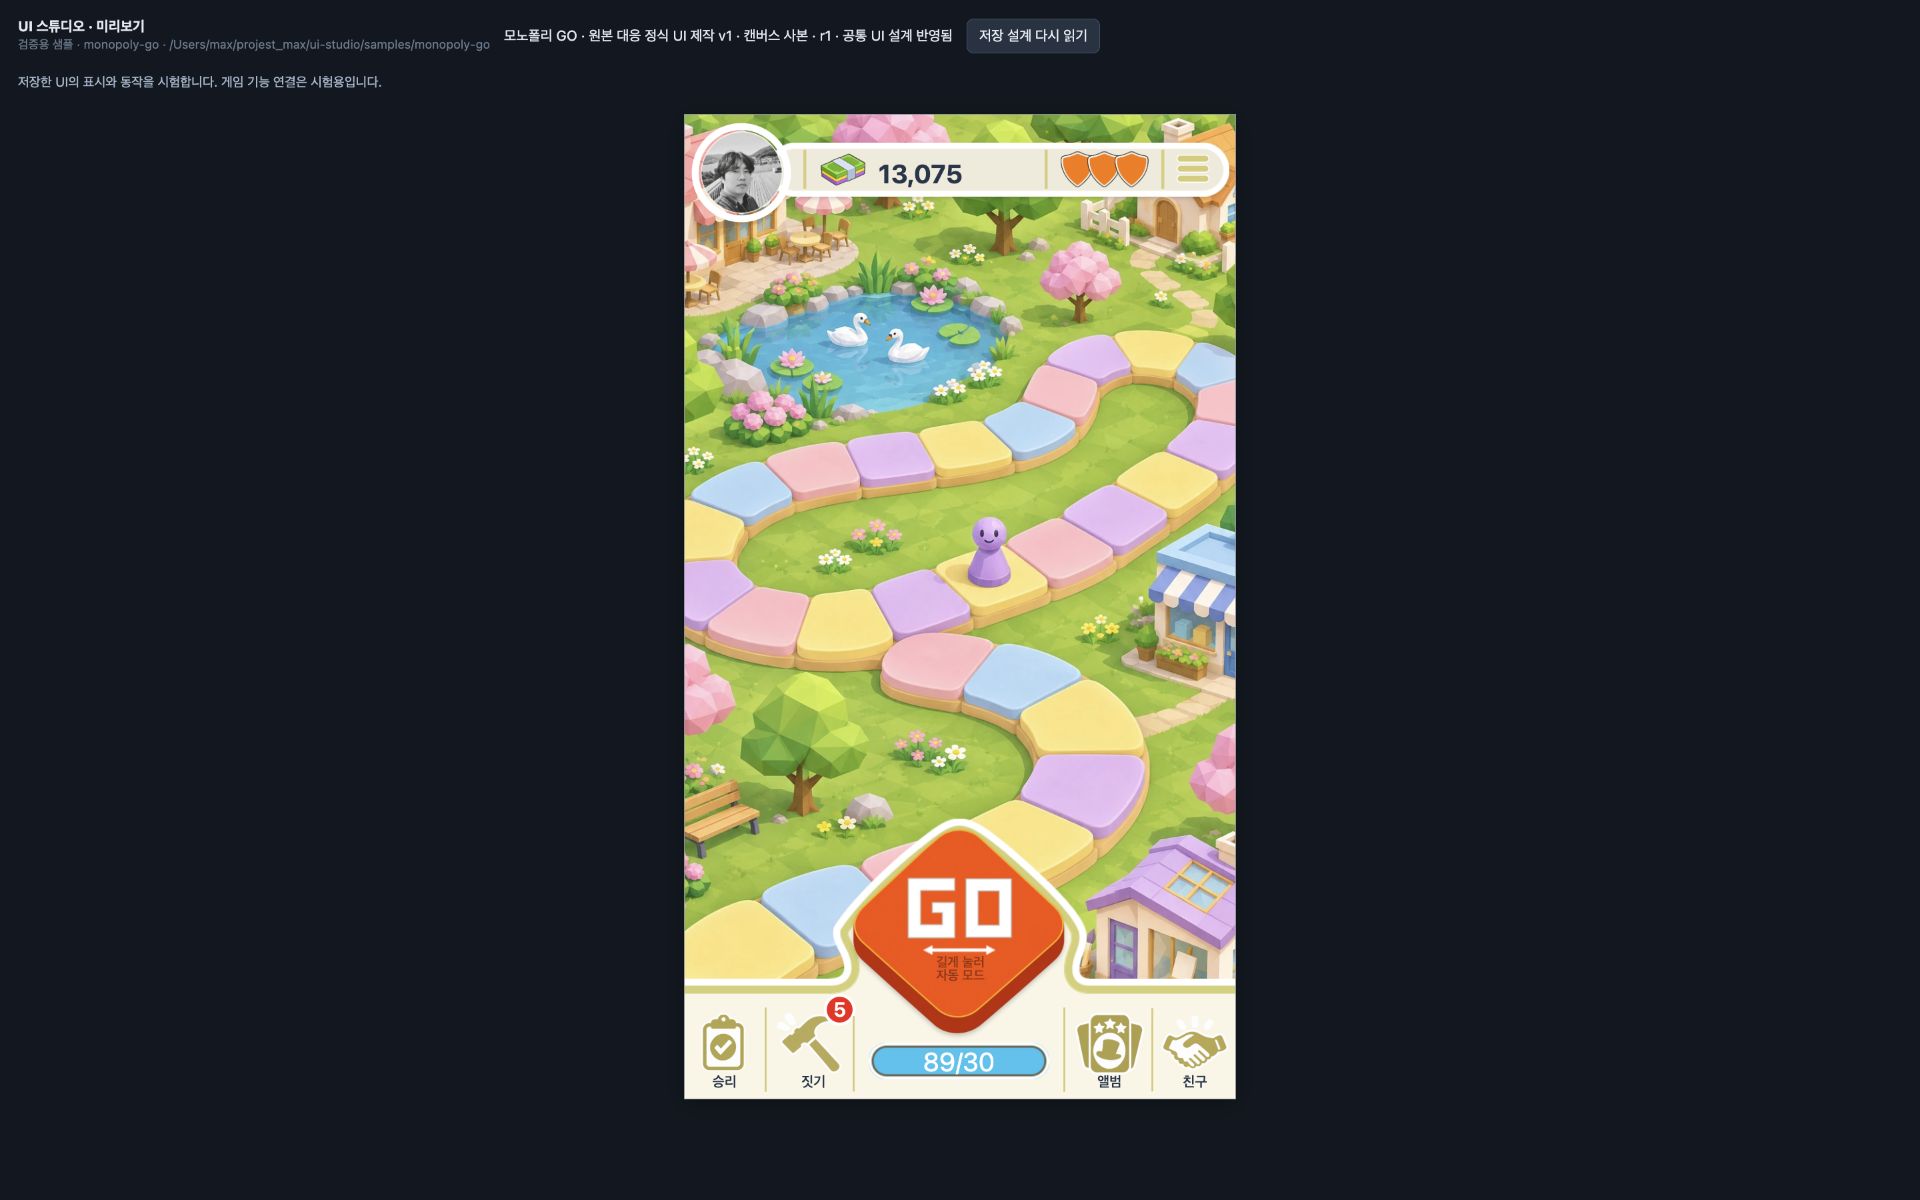 UI 스튜디오 · 미리보기
검증용 샘플 · monopoly-go · /Users/max/projest_max/ui-studio/samples/monopoly-go
모노폴리 GO · 원본 대응 정식 UI 제작 v1 · 캔버스 사본 · r1 · 공통 UI 설계 반영됨
저장 설계 다시 읽기
저장한 UI의 표시와 동작을 시험합니다. 게임 기능 연결은 시험용입니다.
13,075
GO
길게 눌러
자동 모드
5
89/30
승리
짓기
앨범
친구